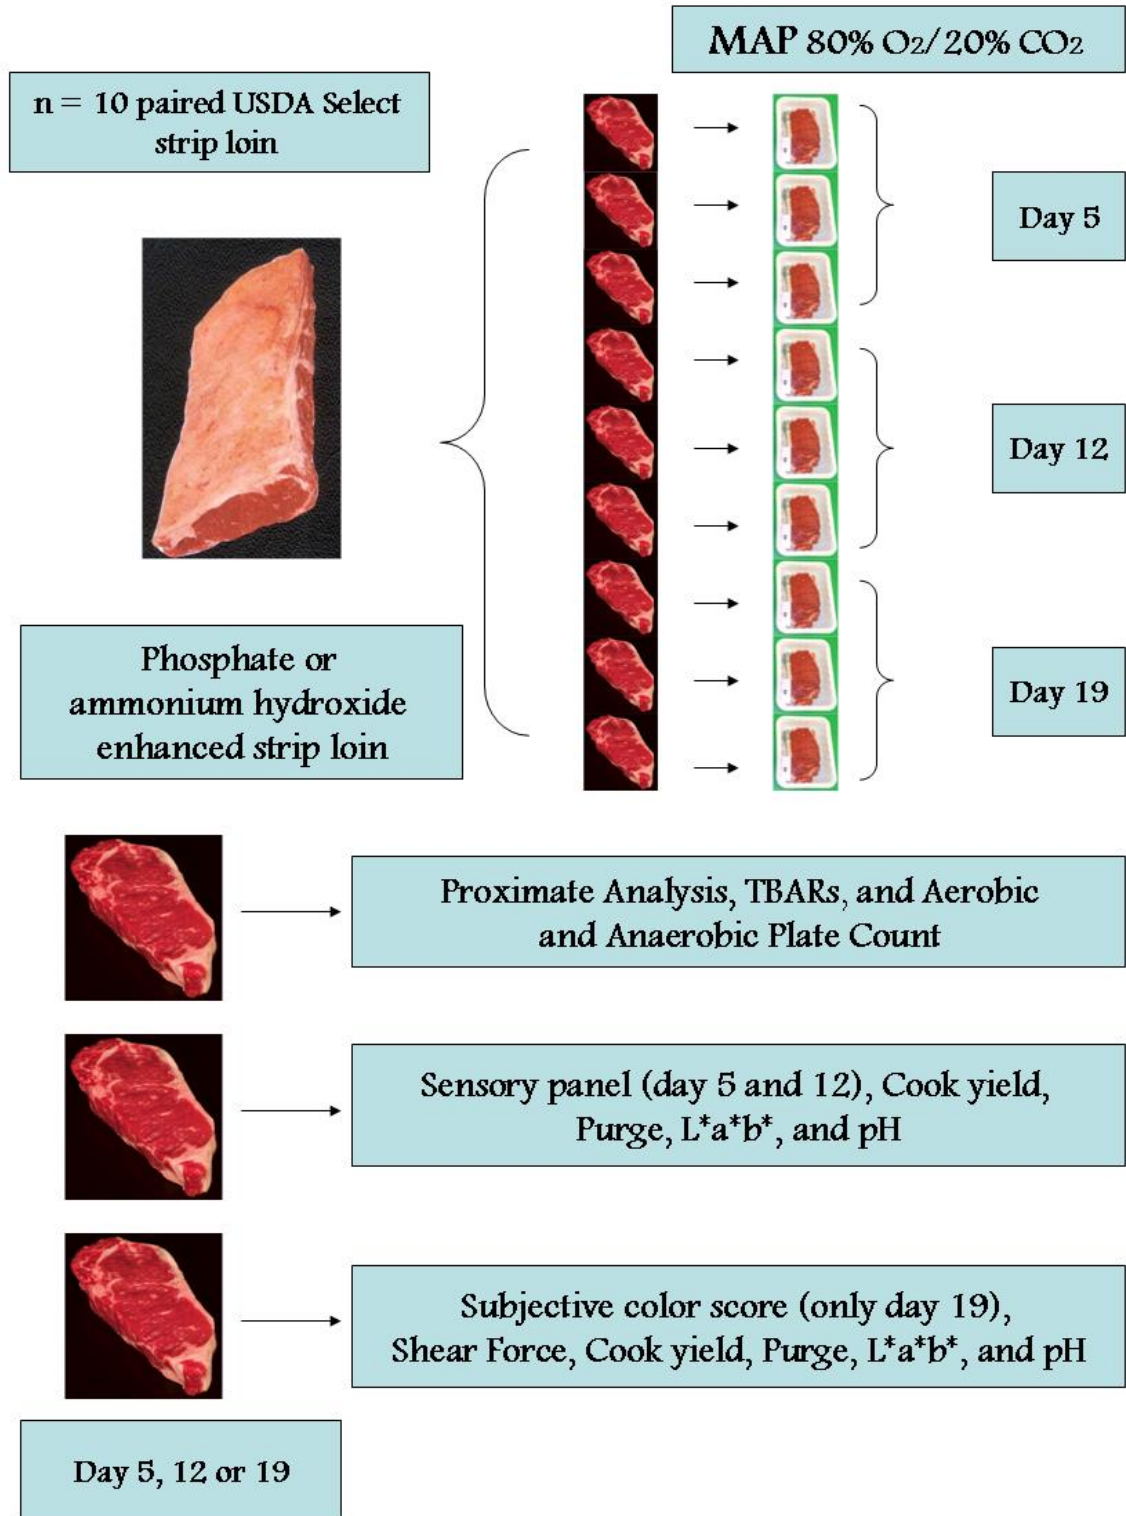 MAP 80% O2/20% CO2
n = 10 paired USDA Select
strip loin
Day 5
Day 12
Phosphate or
ammonium hydroxide
enhanced strip loin
Day 19
Proximate Analysis, TBARs, and Aerobic
and Anaerobic Plate Count
Sensory panel (day 5 and 12), Cook yield,
Purge, L*a*b*, and pH
Subjective color score (only day 19),
Shear Force, Cook yield, Purge, L*a*b*, and pH
Day 5, 12 or 19